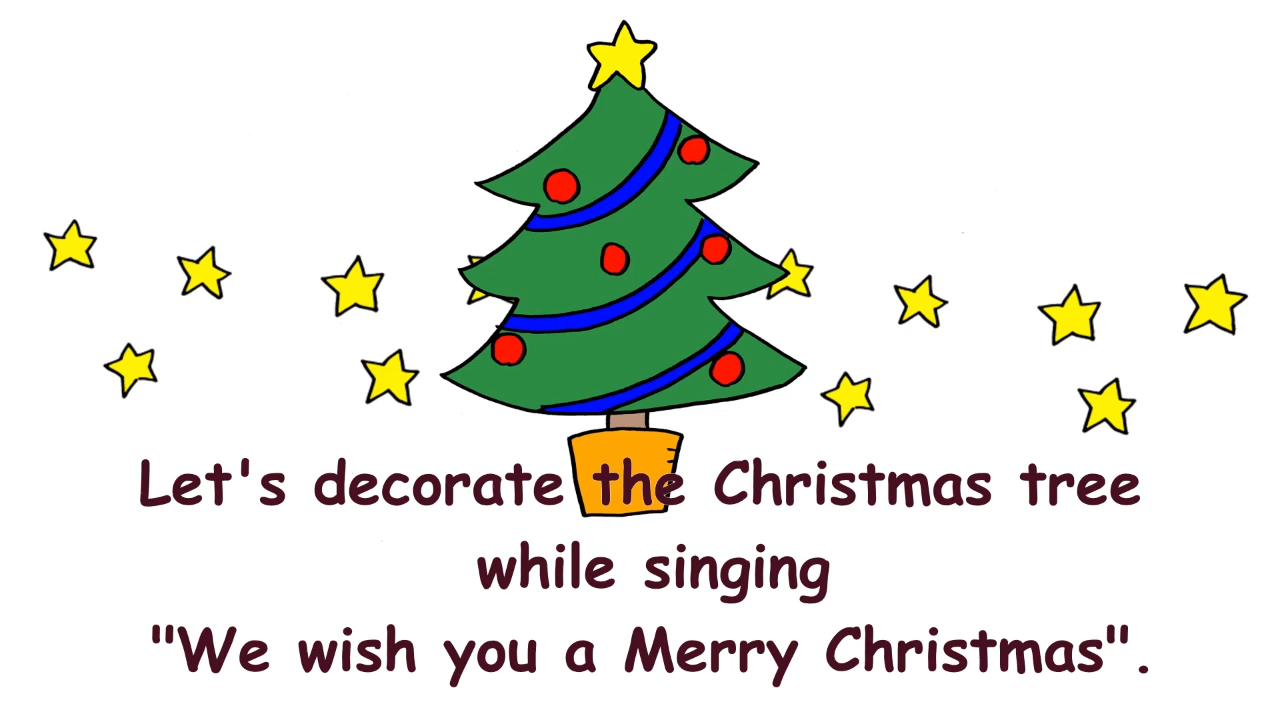 Let's decorate the Christmas tree
while singing
"We wish you a Merry Christmas".